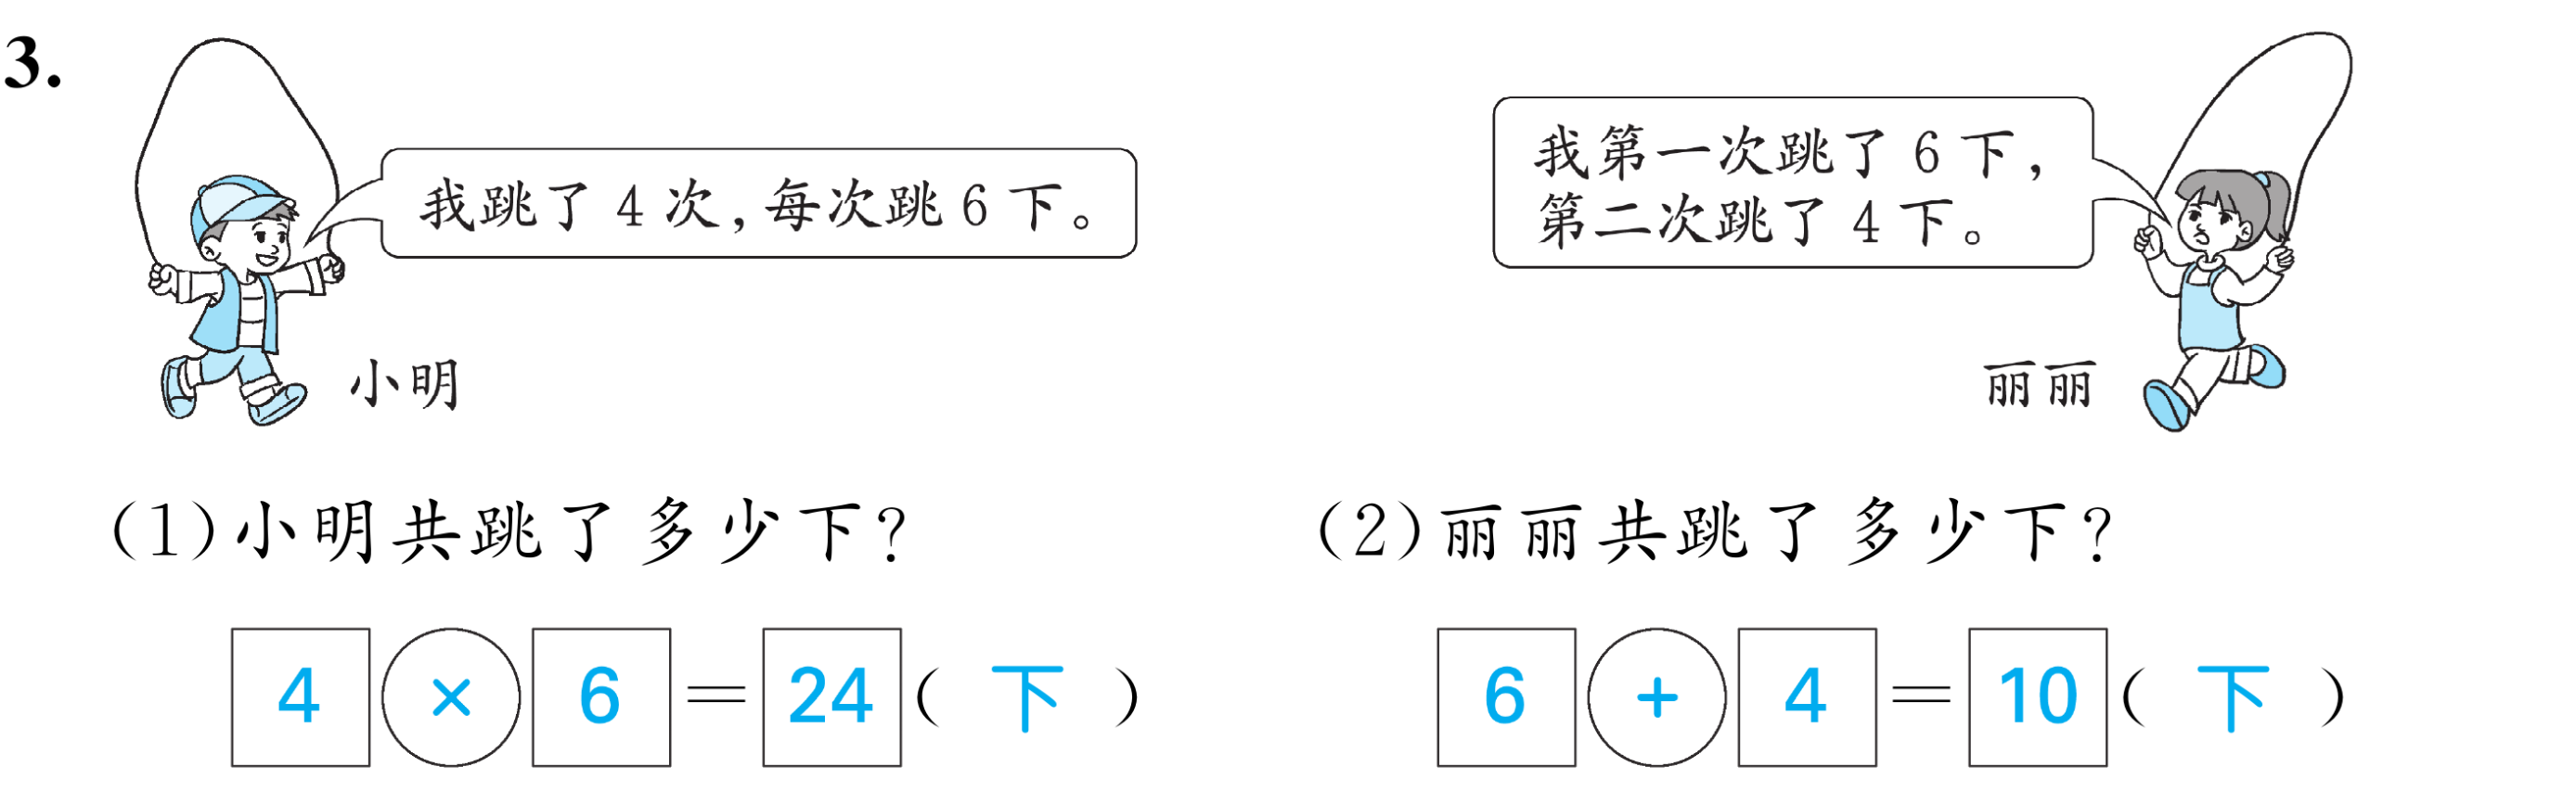 3.
我跳了 4 次，每次跳 6 下。
小明
我第一次跳了 6 下，
第二次跳了 4 下。
丽丽
(1)小明共跳了多少下?
4 × 6 = 24 ( 下 )
(2)丽丽共跳了多少下?
6 + 4 = 10 ( 下 )